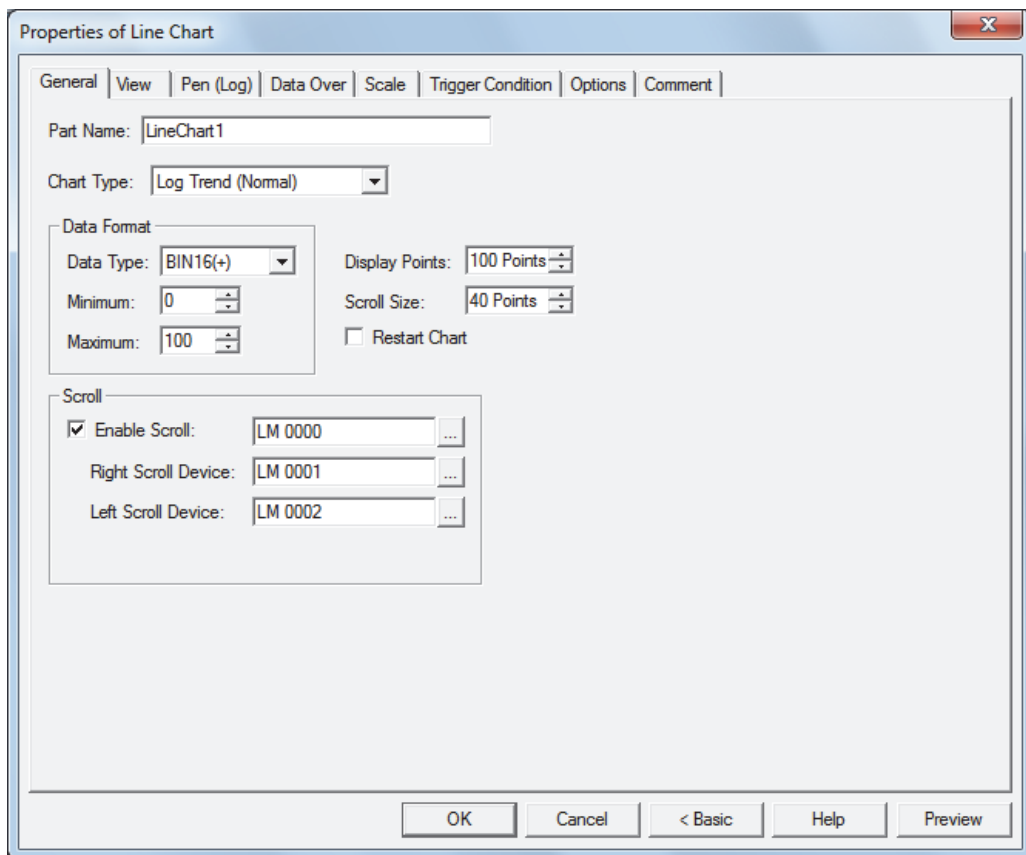 Properties of Line Chart
X
General View Pen (Log) Data Over Scale Trigger Condition Options Comment
Part Name: LineChart1
Chart Type: Log Trend (Normal)
Data Format
Data Type: BIN16(+)
Minimum: 0
Maximum: 100
Display Points: 100 Points
Scroll Size: 40 Points
Restart Chart
Scroll
Enable Scroll: LM 0000 ...
Right Scroll Device: LM 0001 ...
Left Scroll Device: LM 0002 ...
OK Cancel < Basic Help Preview